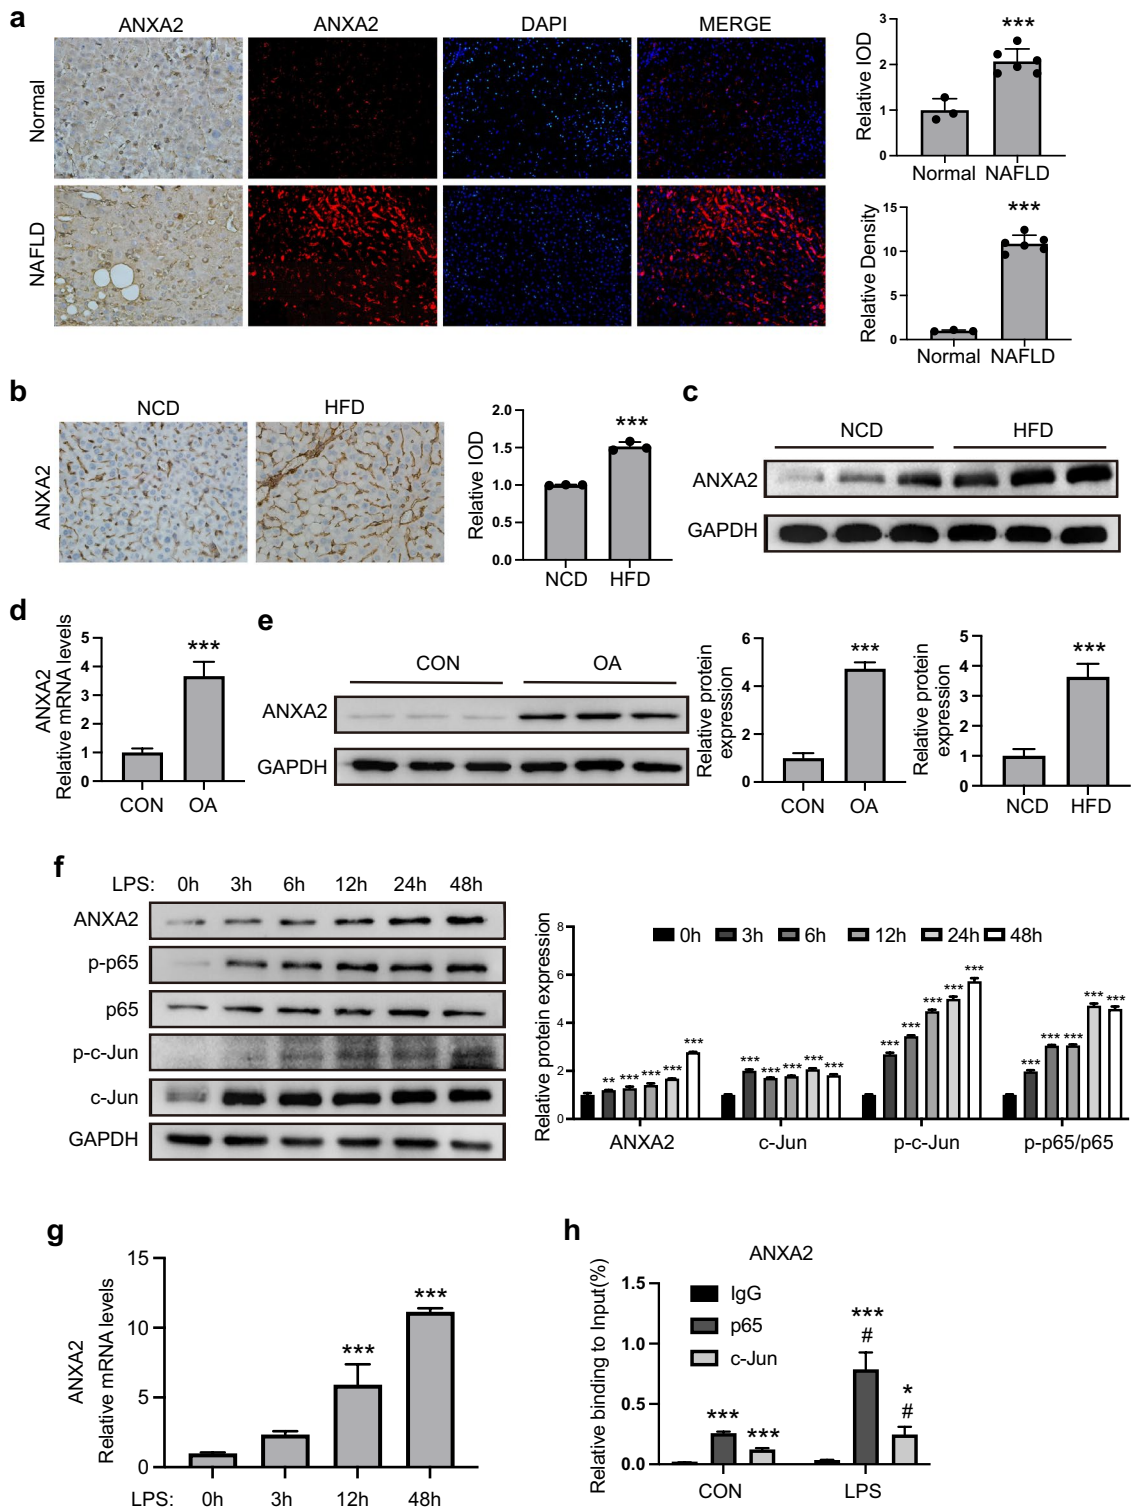 a
ANXA2
ANXA2
DAPI
MERGE
Normal
NAFLD
Relative IOD
3
2
1
0
***
Normal
NAFLD
Relative Density
15
10
5
0
***
Normal
NAFLD
b
NCD
HFD
ANXA2
Relative IOD
2.0
1.5
1.0
0.5
0.0
***
NCD
HFD
c
NCD
HFD
ANXA2
GAPDH
d
ANXA2
Relative mRNA levels
5
4
3
2
1
0
***
CON
OA
e
CON
OA
ANXA2
GAPDH
Relative protein
expression
6
4
2
0
***
CON
OA
Relative protein
expression
5
4
3
2
1
0
***
NCD
HFD
f
LPS: 0h 3h 6h 12h 24h 48h
ANXA2
p-p65
p65
p-c-Jun
c-Jun
GAPDH
Relative protein expression
8
6
4
2
0
0h 3h 6h 12h 24h 48h
** *** *** *** ***
*** *** *** *** ***
*** *** *** *** ***
*** *** *** *** ***
ANXA2
c-Jun
p-c-Jun
p-p65/p65
g
ANXA2
Relative mRNA levels
15
10
5
0
***
***
LPS: 0h 3h 12h 48h
h
ANXA2
Relative binding to Input(%)
1.5
1.0
0.5
0.0
IgG
p65
c-Jun
***
***
***
#
*
#
CON
LPS